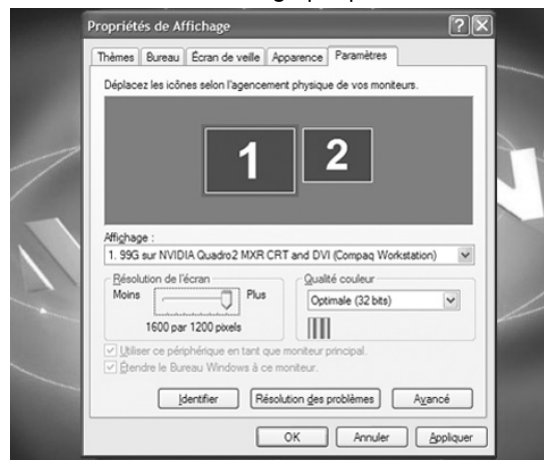 Propriétés de Affichage
Thèmes Bureau Écran de veille Apparence Paramètres
Déplacez les icônes selon l'agencement physique de vos moniteurs.
1 2
Affichage :
1. 99G sur NVIDIA Quadro2 MXR CRT and DVI (Compaq Workstation)
Résolution de l'écran
Moins Plus
1600 par 1200 pixels
Qualité couleur
Optimale (32 bits)
Utiliser ce périphérique en tant que moniteur principal.
Étendre le Bureau Windows à ce moniteur.
Identifier Résolution des problèmes Avancé
OK Annuler Appliquer